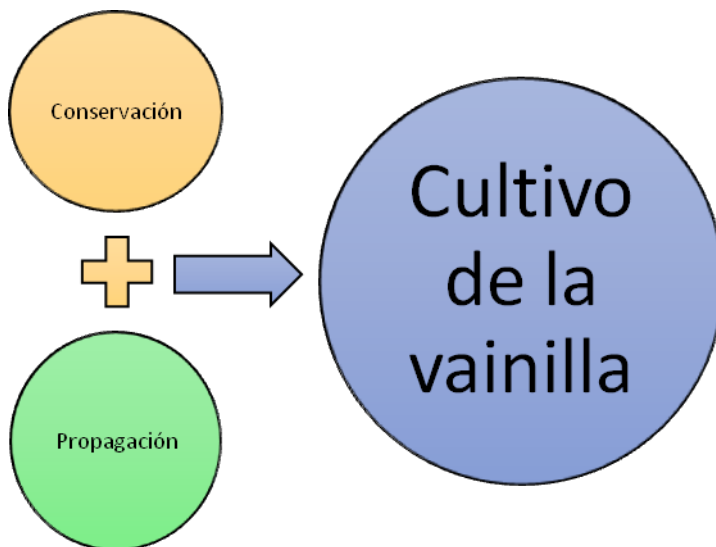 Conservación
Propagación
Cultivo
de la
vainilla